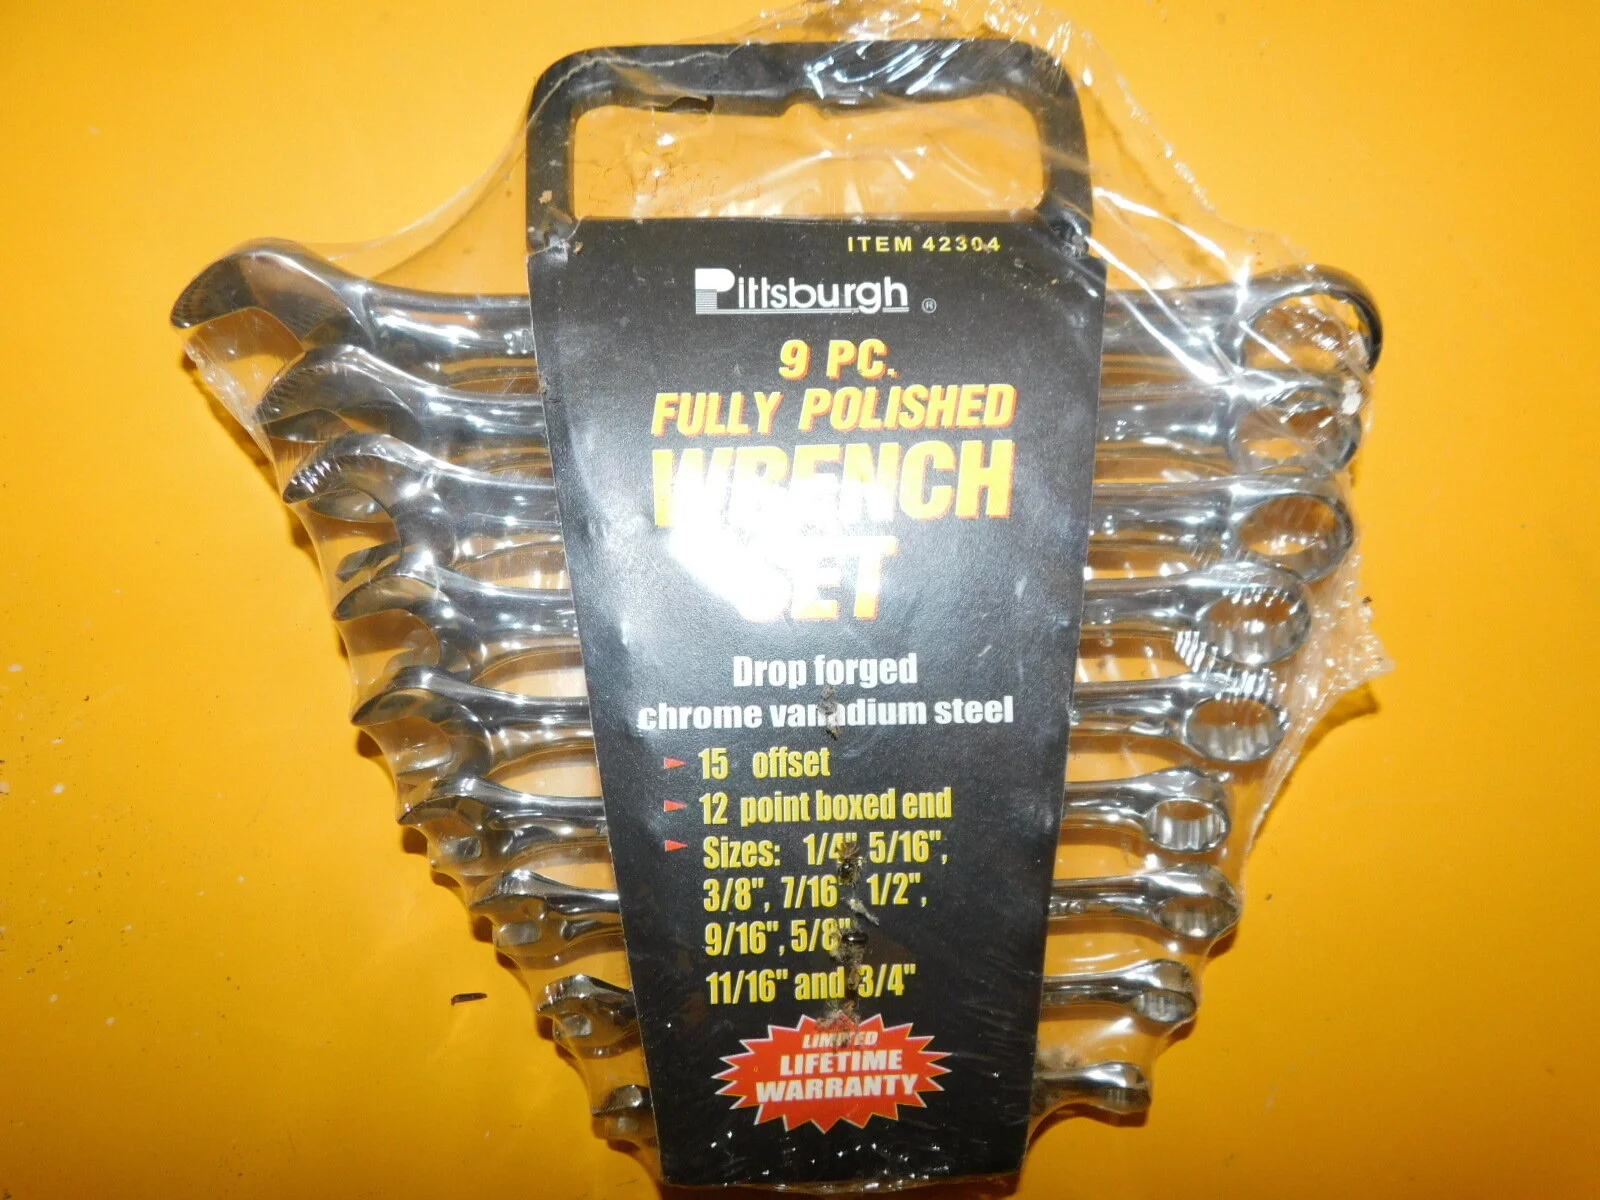 ITEM 42304
Pittsburgh ®
9 PC.
FULLY POLISHED
WRENCH
SET
Drop forged
chrome vanadium steel
15 offset
12 point boxed end
Sizes: 1/4" 5/16",
3/8", 7/16" 1/2",
9/16", 5/8"
11/16" and 3/4"
LIMITED
LIFETIME
WARRANTY